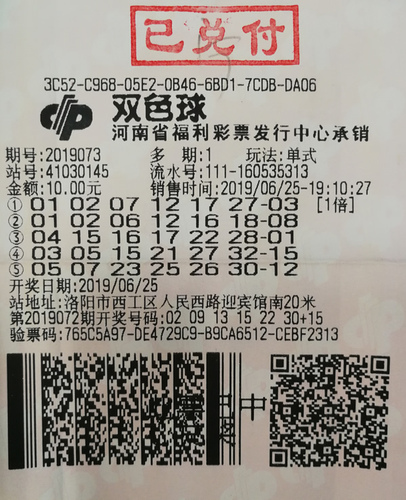 已兑付
3C52-C968-05E2-0B46-6BD1-7CDB-DA06
双色球
河南省福利彩票发行中心承销
期号:2019073 多 期:1 玩法:单式
站号:41030145 流水号:111-160535313
金额:10.00元 销售时间:2019/06/25-19:10:27
① 01 02 07 12 17 27-03 [1倍]
② 01 02 06 12 16 18-08
③ 04 15 16 17 22 28-01
④ 03 05 15 21 27 32-15
⑤ 05 07 23 25 26 30-12
开奖日期:2019/06/25
站地址:洛阳市西工区人民西路迎宾馆南20米
第2019072期开奖号码:02 09 13 15 22 30+15
验票码:765C5A97-DE4729C9-B9CA6512-CEBF2313